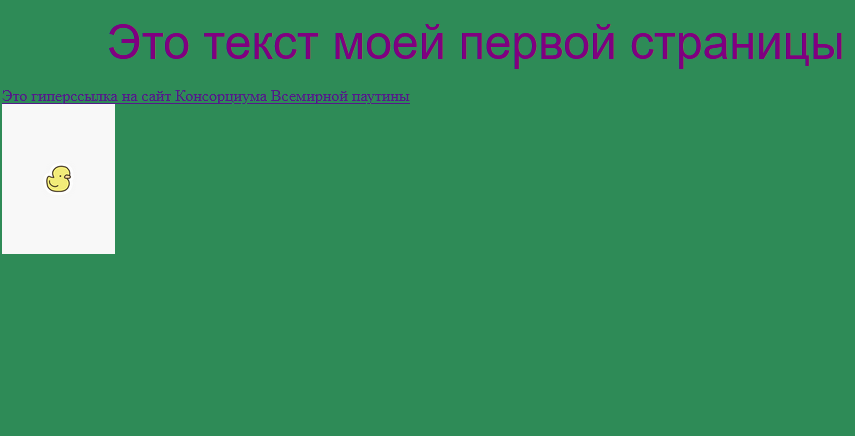 Это текст моей первой страницы
Это гиперссылка на сайт Консорциума Всемирной паутины